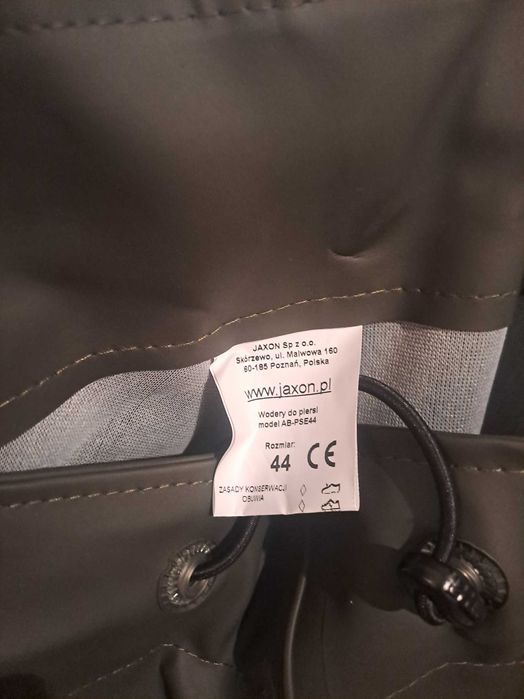 JAXON Sp z o.o.
Skórzewo, ul. Malwowa 160
60-185 Poznań, Polska
www.jaxon.pl
Wodery do piersi
model AB-PSE44
Rozmiar:
44 CE
ZASADY KONSERWACJI
OBUWIA